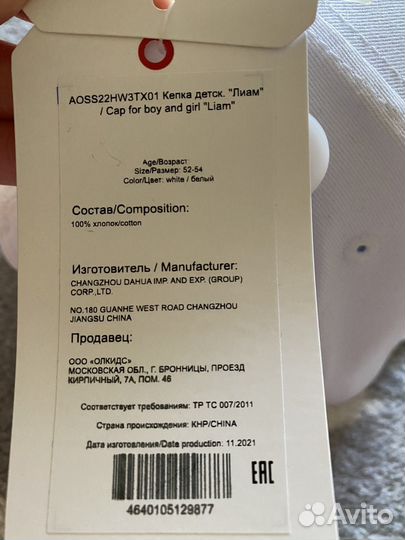 AOSS22HW3TX01 Кепка детск. "Лиам"
/ Cap for boy and girl "Liam"
Age/Возраст:
Size/Размер: 52-54
Color/Цвет: white / белый
Состав/Composition:
100% хлопок/cotton
Изготовитель / Manufacturer:
CHANGZHOU DAHUA IMP. AND EXP. (GROUP)
CORP.,LTD.
NO.180 GUANHE WEST ROAD CHANGZHOU
JIANGSU CHINA
Продавец:
ООО «ОЛКИДС»
МОСКОВСКАЯ ОБЛ., Г. БРОННИЦЫ, ПРОЕЗД
КИРПИЧНЫЙ, 7А, ПОМ. 46
Соответствует требованиям: ТР ТС 007/2011
Страна происхождения: КНР/CHINA
Дата изготовления/Date production: 11.2021
EAC
4640105129877
Avito